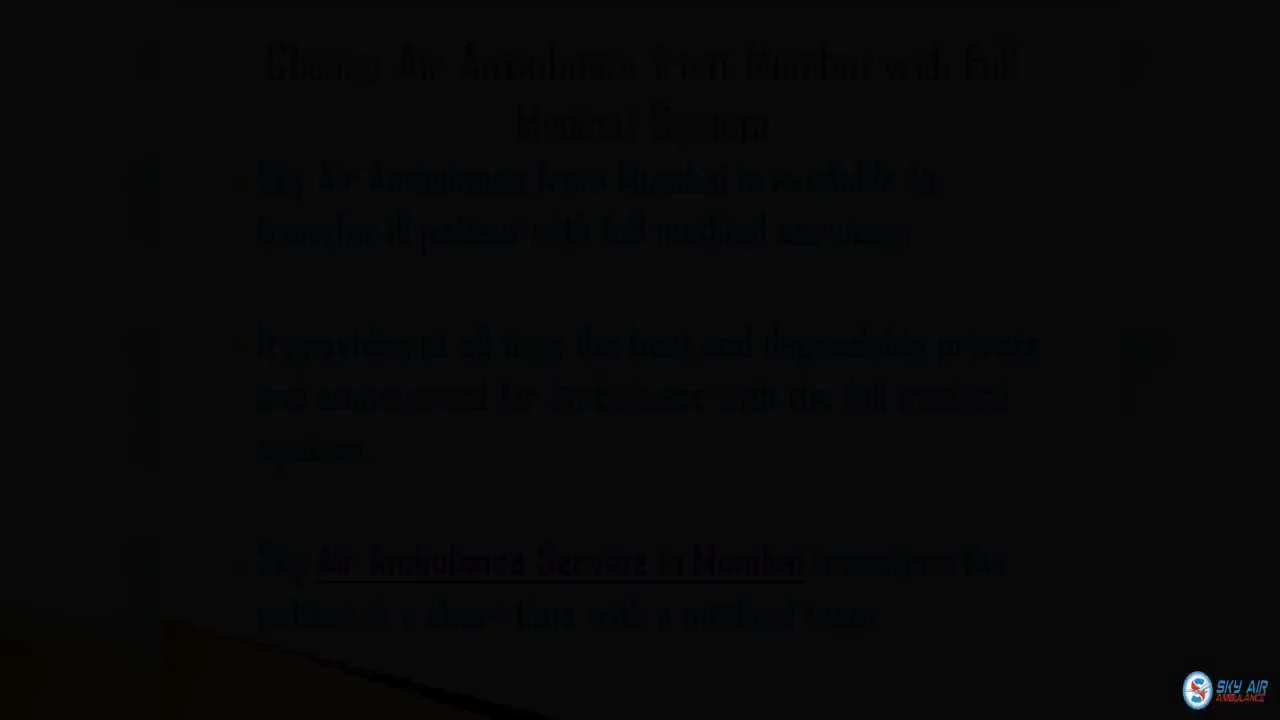 Air Ambulance from Mumbai with Full
Medical System
Sky Air Ambulance from Mumbai is available to
transfer ill patient with full medical services.
It provides at all time the best and dependable private
and commercial Air Ambulance with the full medical
system.
Sky Air Ambulance Service in Mumbai transfers the
patient in a short time with a medical team
SKY AIR
AMBULANCE